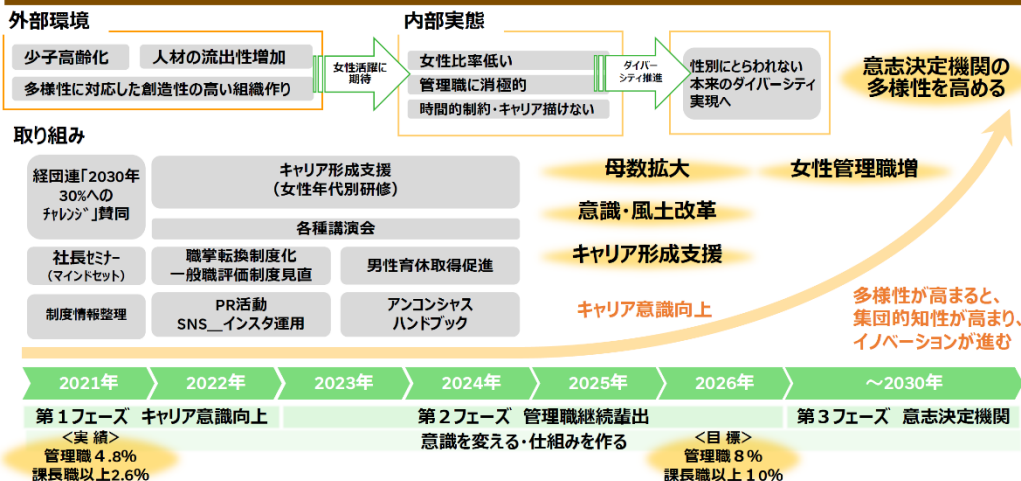 外部環境
少子高齢化
人材の流出性増加
多様性に対応した創造性の高い組織作り
女性活躍に
期待
内部実態
女性比率低い
管理職に消極的
時間的制約・キャリア描けない
ダイバー
シティ推進
性別にとらわれない
本来のダイバーシティ
実現へ
意志決定機関の
多様性を高める
取り組み
経団連「2030年
30%への
チャレンジ」賛同
キャリア形成支援
(女性年代別研修)
各種講演会
社長セミナー
(マインドセット)
職掌転換制度化
一般職評価制度見直
男性育休取得促進
制度情報整理
PR活動
SNS__インスタ運用
アンコンシャス
ハンドブック
母数拡大
女性管理職増
意識・風土改革
キャリア形成支援
キャリア意識向上
多様性が高まると、
集団的知性が高まり、
イノベーションが進む
2021年
2022年
2023年
2024年
2025年
2026年
～2030年
第1フェーズ キャリア意識向上
第2フェーズ 管理職継続輩出
第3フェーズ 意志決定機関
意識を変える・仕組みを作る
<実 績>
管理職4.8%
課長職以上2.6%
<目 標>
管理職8%
課長職以上10%